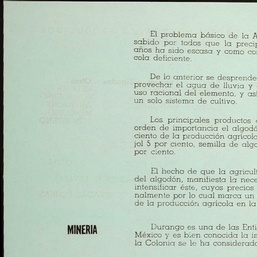 El problema básico de la A
sabido por todos que la precip
años ha sido escasa y como con
cola deficiente.
De lo anterior se desprende
provechar el agua de lluvia y
uso racional del elemento, y as
un solo sistema de cultivo.
Los principales productos
orden de importancia el algodó
ciento de la producción agrícola
jol 5 por ciento, semilla de algo
por ciento.
El hecho de que la agricul
del algodón, manifiesta la nece
intensificar éste, cuyos precios
nalmente por lo cual marca un
de la producción agrícola en la
MINERIA
Durango es una de las Enti
México y es bien conocida la i
la Colonia se le ha considerado